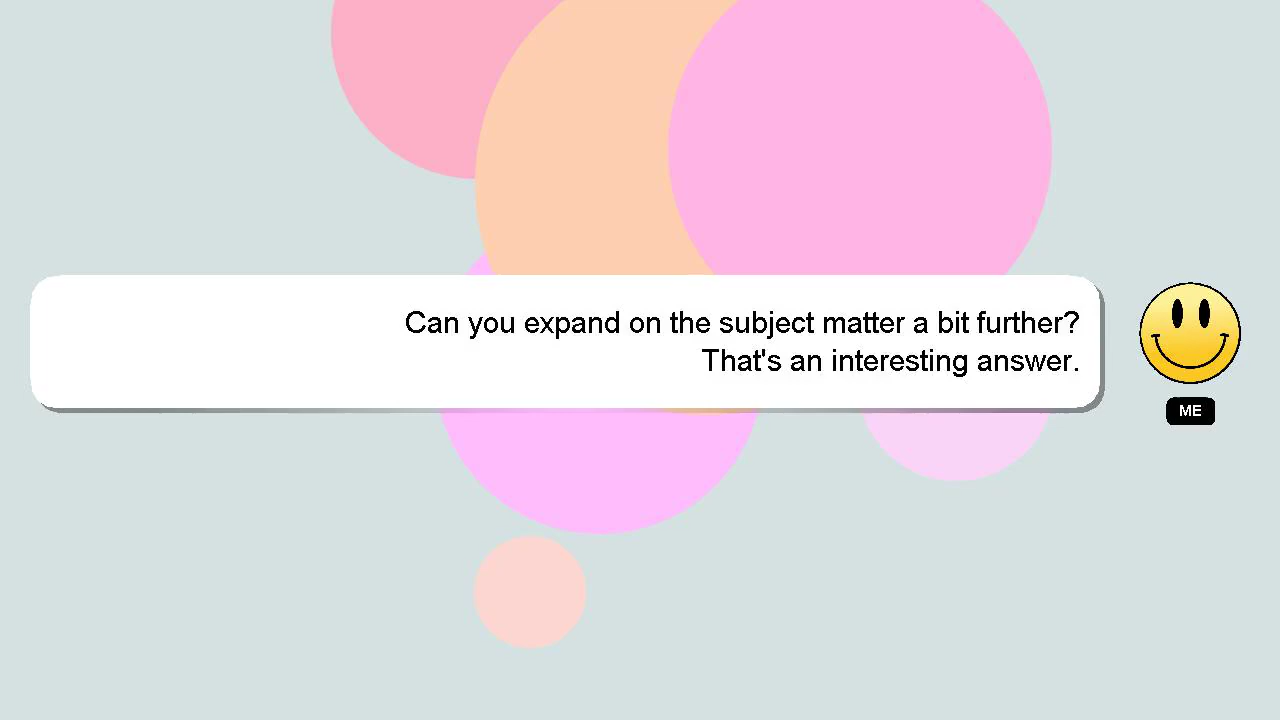 Can you expand on the subject matter a bit further?
That's an interesting answer.
ME